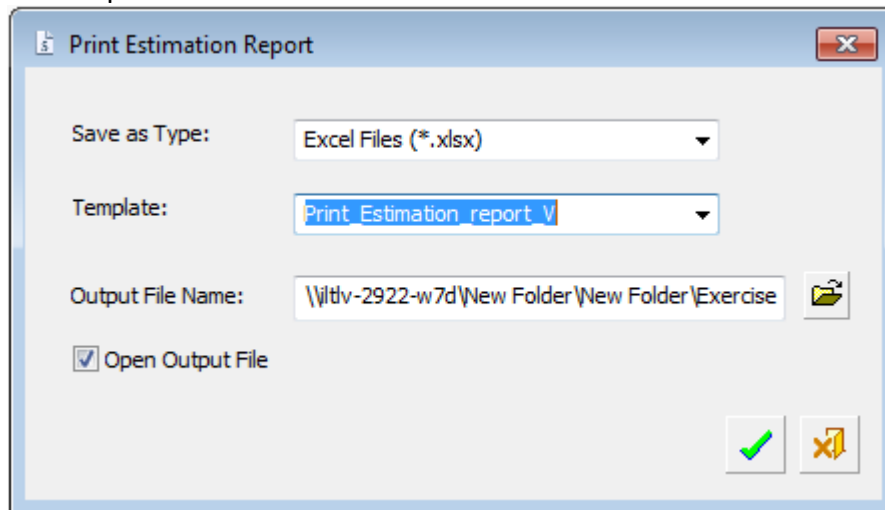 Print Estimation Report
Save as Type:
Excel Files (*.xlsx)
Template:
Print_Estimation_report_V
Output File Name:
\\iltlv-2922-w7d\New Folder\New Folder\Exercise
Open Output File